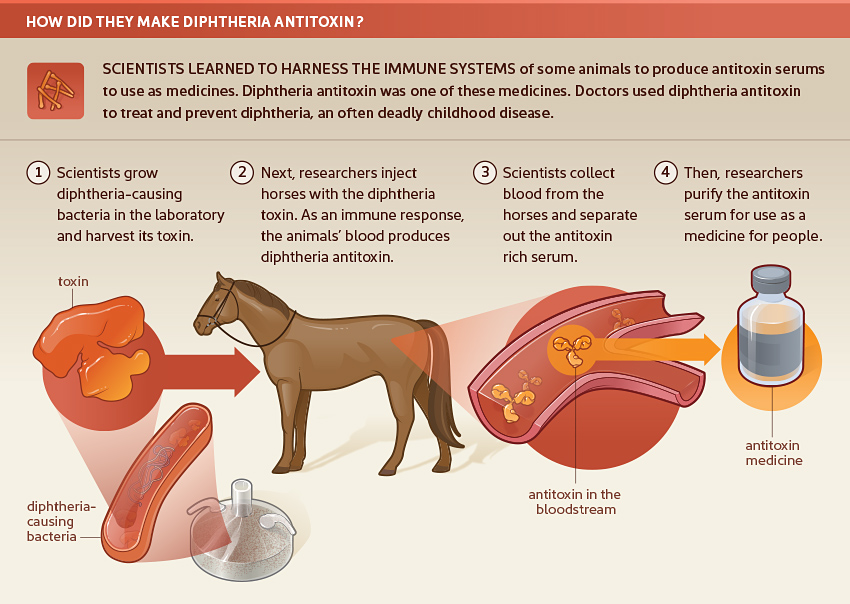 HOW DID THEY MAKE DIPHTHERIA ANTITOXIN?
SCIENTISTS LEARNED TO HARNESS THE IMMUNE SYSTEMS of some animals to produce antitoxin serums
to use as medicines. Diphtheria antitoxin was one of these medicines. Doctors used diphtheria antitoxin
to treat and prevent diphtheria, an often deadly childhood disease.
1 Scientists grow
diphtheria-causing
bacteria in the laboratory
and harvest its toxin.
2 Next, researchers inject
horses with the diphtheria
toxin. As an immune response,
the animals' blood produces
diphtheria antitoxin.
3 Scientists collect
blood from the
horses and separate
out the antitoxin
rich serum.
4 Then, researchers
purify the antitoxin
serum for use as a
medicine for people.
toxin
diphtheria-
causing
bacteria
antitoxin in the
bloodstream
antitoxin
medicine